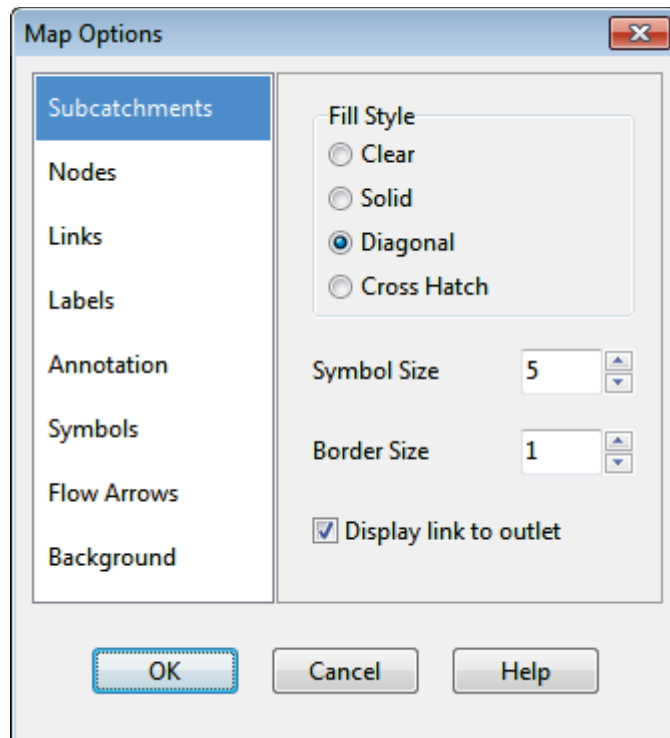 Map Options
Subcatchments
Nodes
Links
Labels
Annotation
Symbols
Flow Arrows
Background
Fill Style
Clear
Solid
Diagonal
Cross Hatch
Symbol Size 5
Border Size 1
Display link to outlet
OK Cancel Help